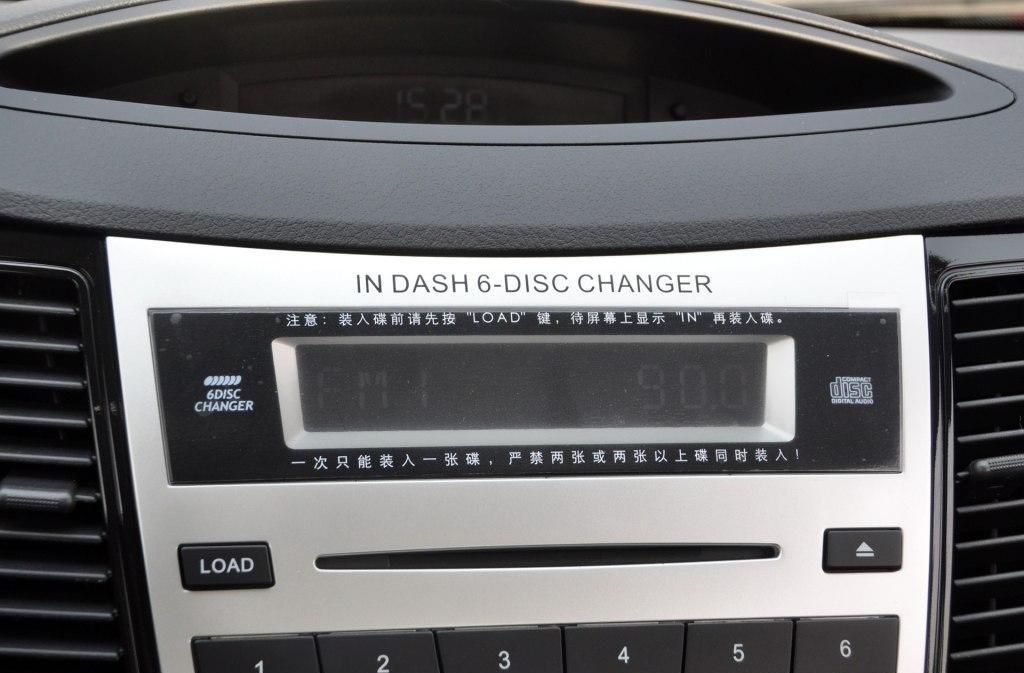 15:28
IN DASH 6-DISC CHANGER
注意：装入碟前请先按 "LOAD" 键，待屏幕上显示 "IN" 再装入碟。
6DISC
CHANGER
FM1 99.0
COMPACT
disc
DIGITAL AUDIO
一次只能装入一张碟，严禁两张或两张以上碟同时装入！
LOAD
1 2 3 4 5 6